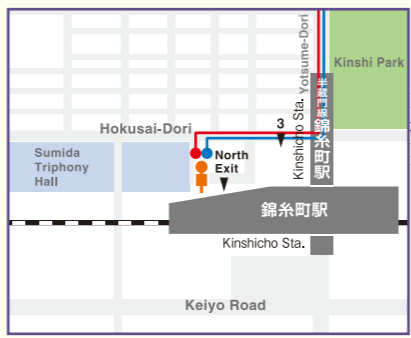 Yotsume-Dori
Kinshi Park
半蔵門線
錦糸町駅
Kinshicho Sta.
3
Hokusai-Dori
Sumida
Triphony
Hall
North
Exit
錦糸町駅
Kinshicho Sta.
Keiyo Road